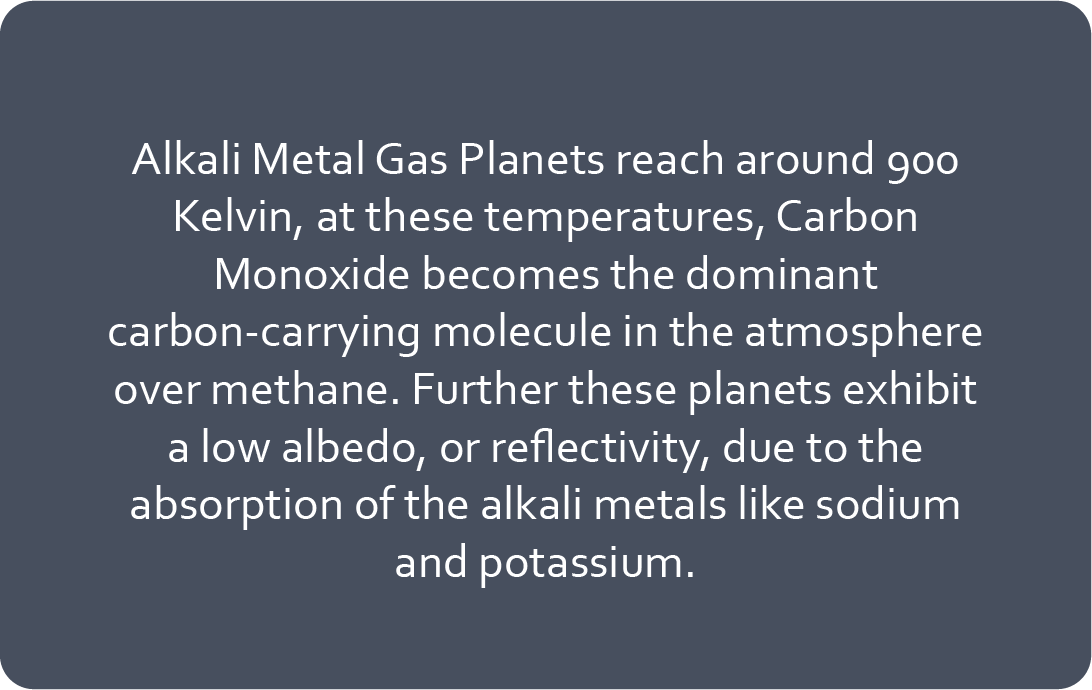 Alkali Metal Gas Planets reach around 900
Kelvin, at these temperatures, Carbon
Monoxide becomes the dominant
carbon-carrying molecule in the atmosphere
over methane. Further these planets exhibit
a low albedo, or reflectivity, due to the
absorption of the alkali metals like sodium
and potassium.